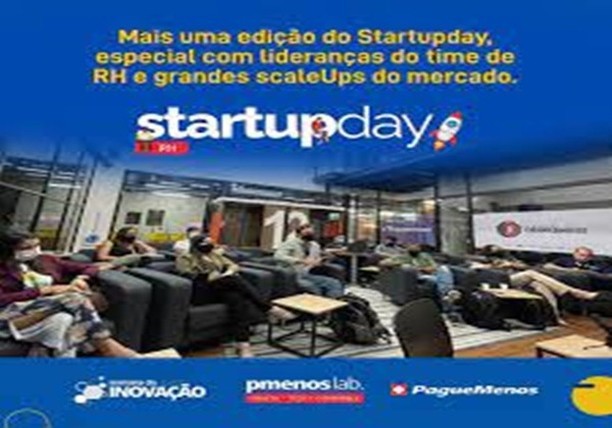 Mais uma edição do Startupday,
especial com lideranças do time de
RH e grandes scaleUps do mercado.
startupday
RH
12
INOVAÇÃO
pmenos lab.
PagueMenos